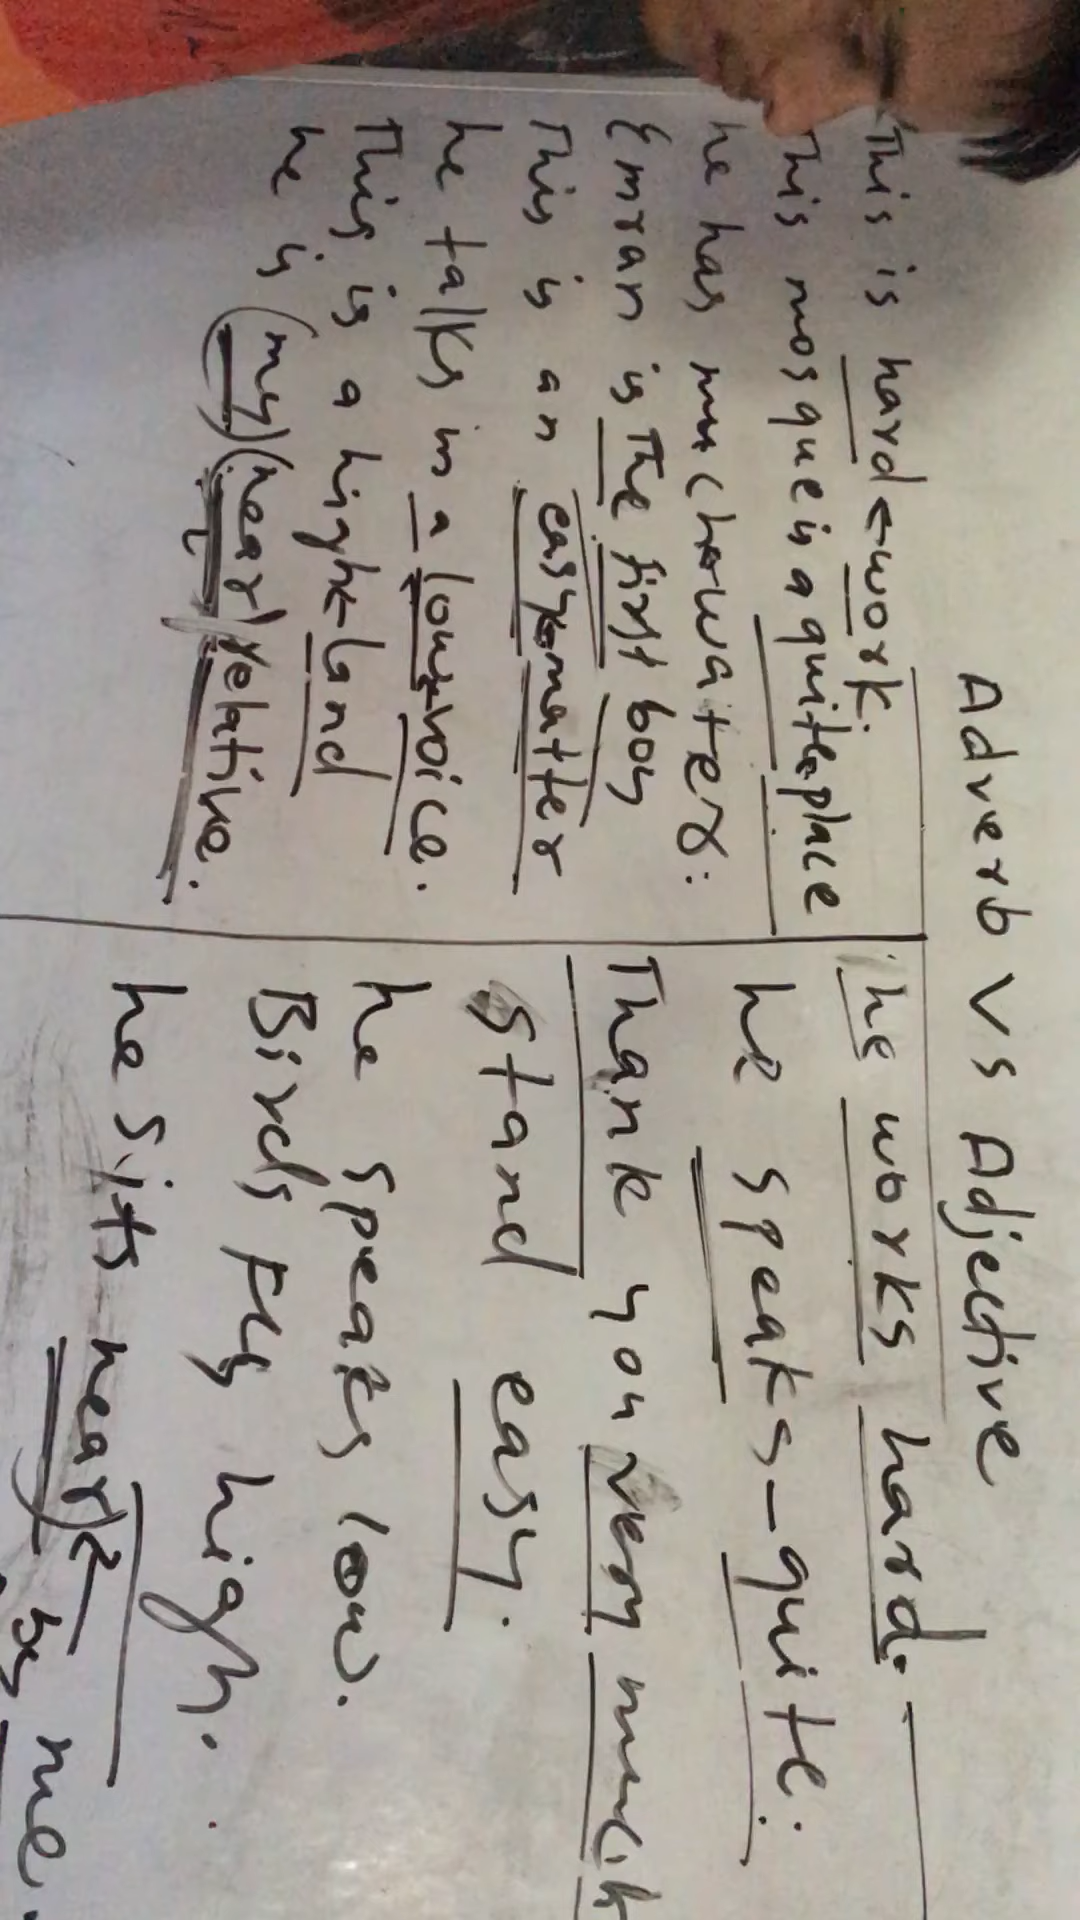 Adverb Vs Adjective
This is hard ← work.
This mosque is a quite place
he has much waters:
Emran is The first boy
This is an easy matter
he talks in a low voice.
This is a high land
he is (my) (near) relative.
he works hard.
he speaks - quite:
Thank you very much
stand easy.
he speaks low.
Birds Fly high.
he sits near) by me.